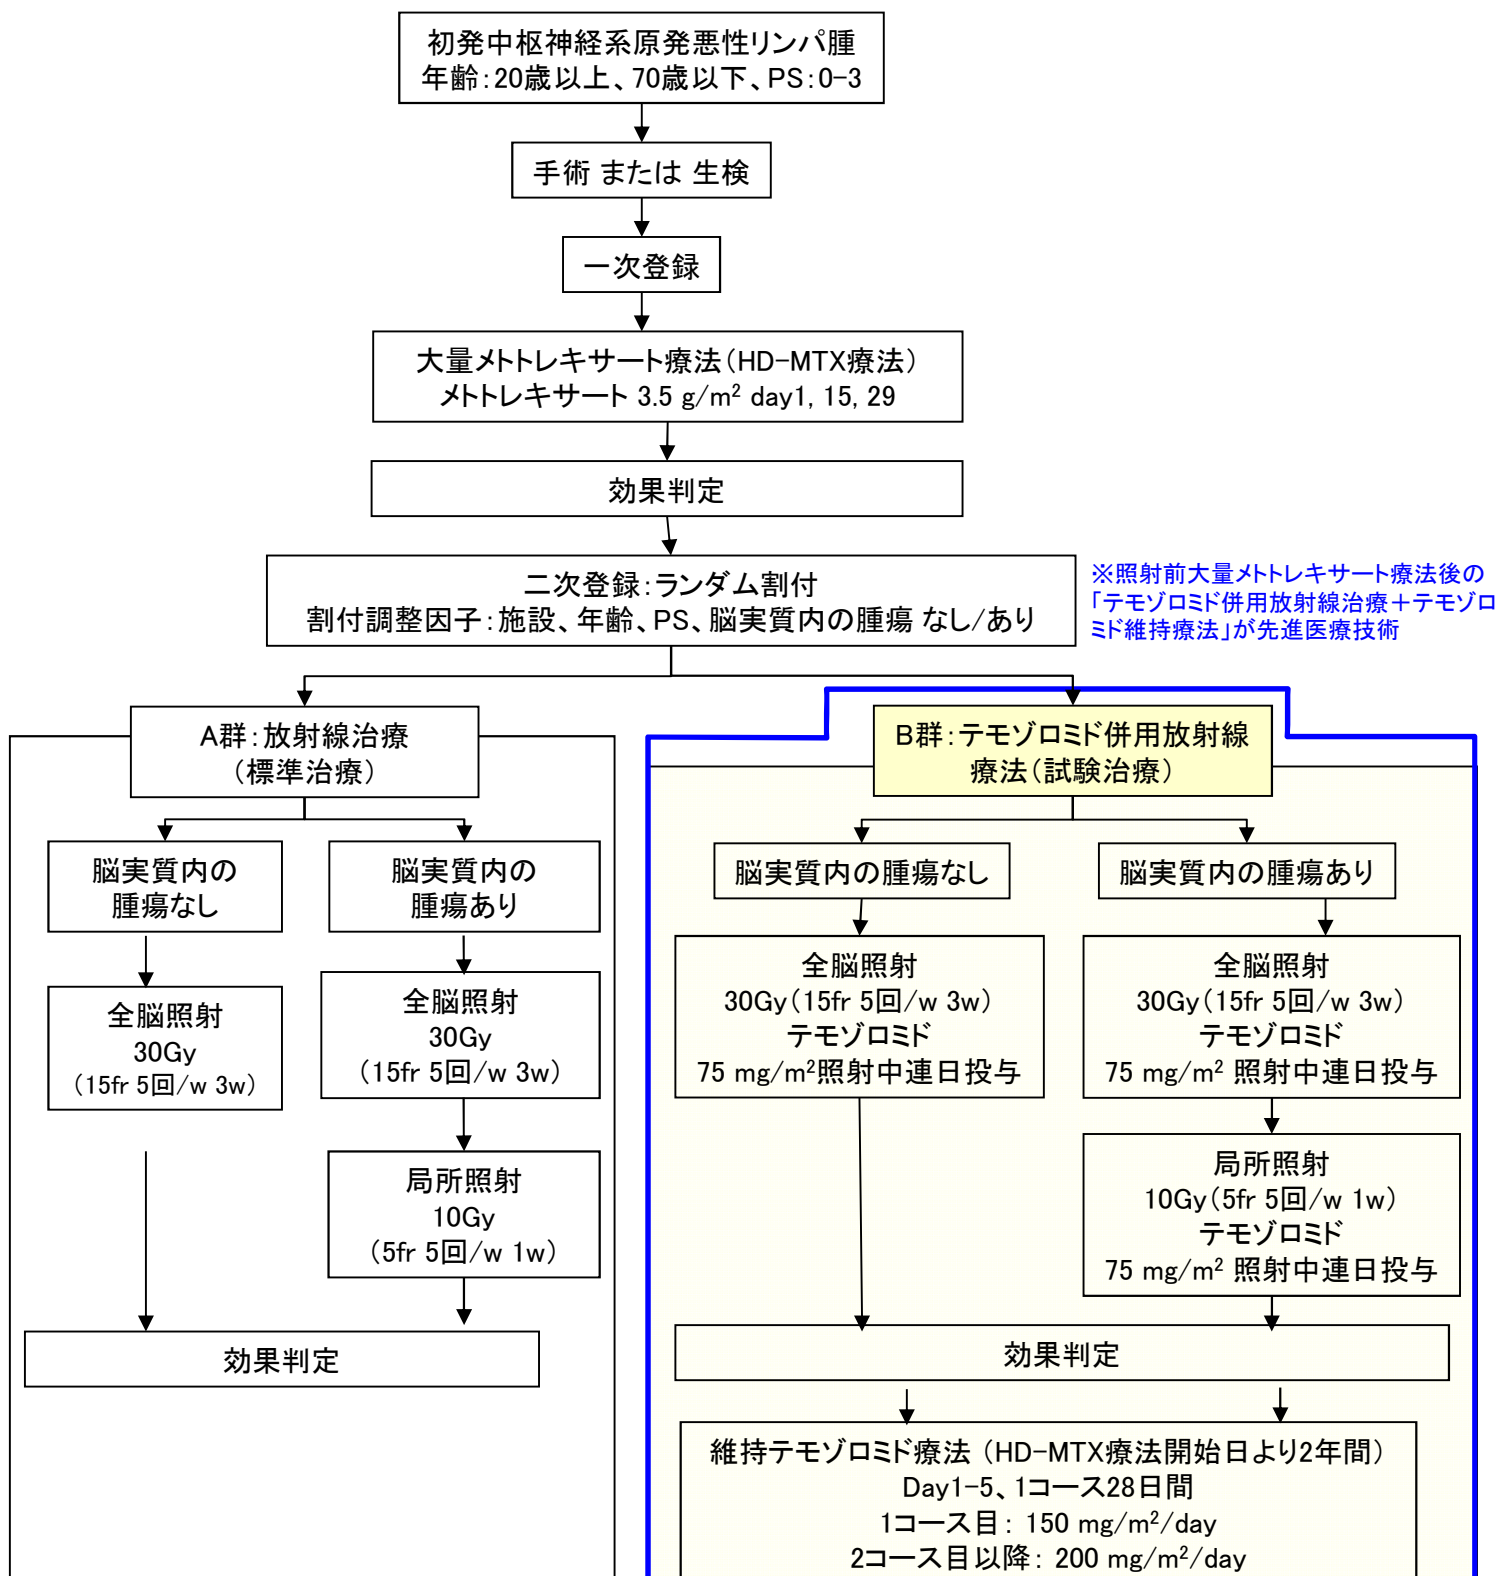 初発中枢神経系原発悪性リンパ腫
年齢:20歳以上、70歳以下、PS:0-3
手術 または 生検
一次登録
大量メトトレキサート療法(HD-MTX療法)
メトトレキサート 3.5 g/m² day1, 15, 29
効果判定
二次登録:ランダム割付
割付調整因子:施設、年齢、PS、脳実質内の腫瘍 なし/あり
※照射前大量メトトレキサート療法後の
「テモゾロミド併用放射線治療+テモゾロ
ミド維持療法」が先進医療技術
A群:放射線治療
(標準治療)
脳実質内の
腫瘍なし
脳実質内の
腫瘍あり
全脳照射
30Gy
(15fr 5回/w 3w)
全脳照射
30Gy
(15fr 5回/w 3w)
局所照射
10Gy
(5fr 5回/w 1w)
効果判定
B群:テモゾロミド併用放射線
療法(試験治療)
脳実質内の腫瘍なし
脳実質内の腫瘍あり
全脳照射
30Gy(15fr 5回/w 3w)
テモゾロミド
75 mg/m²照射中連日投与
全脳照射
30Gy(15fr 5回/w 3w)
テモゾロミド
75 mg/m² 照射中連日投与
局所照射
10Gy(5fr 5回/w 1w)
テモゾロミド
75 mg/m² 照射中連日投与
効果判定
維持テモゾロミド療法 (HD-MTX療法開始日より2年間)
Day1-5、1コース28日間
1コース目: 150 mg/m²/day
2コース目以降: 200 mg/m²/day